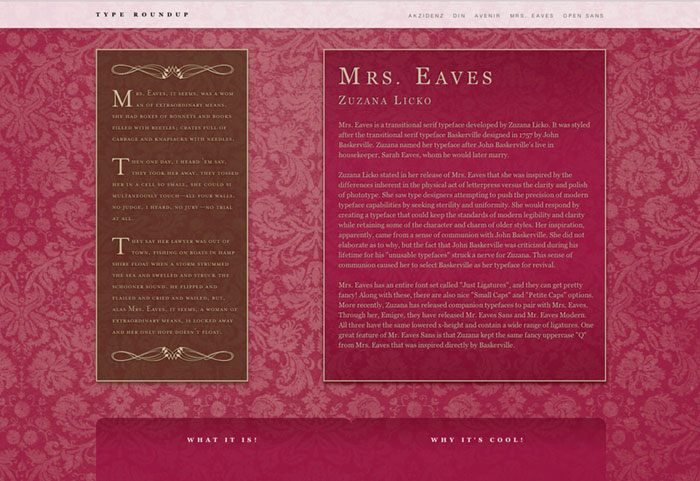 TYPE ROUNDUP
AKZIDENZ DIN AVENIR MRS. EAVES OPEN SANS
Mrs. Eaves, it seems, was a wom
an of extraordinary means.
she had boxes of bonnets and books
filled with beetles; crates full of
cabbage and knapsacks with needles.
Then one day, I heard 'em say,
they took her away. they tossed
her in a cell so small, she could si
multaneously touch—all four walls.
no judge, I heard, no jury—no trial
at all.
They say her lawyer was out of
town, fishing on boats in hamp
shire float when a storm strummed
the sea and swelled and struck the
schooner sound. he flipped and
flailed and cried and wailed, but,
alas Mrs. Eaves, it seems, a woman of
extraordinary means, is locked away
and her only hope doesn't float.
Mrs. Eaves
Zuzana Licko
Mrs. Eaves is a transitional serif typeface developed by Zuzana Licko. It was styled
after the transitional serif typeface Baskerville designed in 1757 by John
Baskerville. Zuzana named her typeface after John Baskerville's live in
housekeeper, Sarah Eaves, whom he would later marry.
Zuzana Licko stated in her release of Mrs. Eaves that she was inspired by the
differences inherent in the physical act of letterpress versus the clarity and polish
of phototype. She saw type designers attempting to push the precision of modern
typeface capabilities by seeking sterility and uniformity. She would respond by
creating a typeface that could keep the standards of modern legibility and clarity
while retaining some of the character and charm of older styles. Her inspiration,
apparently, came from a sense of communion with John Baskerville. She did not
elaborate as to why, but the fact that John Baskerville was criticized during his
lifetime for his "unusable typefaces" struck a nerve for Zuzana. This sense of
communion caused her to select Baskerville as her typeface for revival.
Mrs. Eaves has an entire font set called "Just Ligatures", and they can get pretty
fancy! Along with these, there are also nice "Small Caps" and "Petite Caps" options.
More recently, Zuzana has released companion typefaces to pair with Mrs. Eaves.
Through her, Emigre, they have released Mr. Eaves Sans and Mr. Eaves Modern.
All three have the same lowered x-height and contain a wide range of ligatures. One
great feature of Mr. Eaves Sans is that Zuzana kept the same fancy uppercase "Q"
from Mrs. Eaves that was inspired directly by Baskerville.
WHAT IT IS!
WHY IT'S COOL!